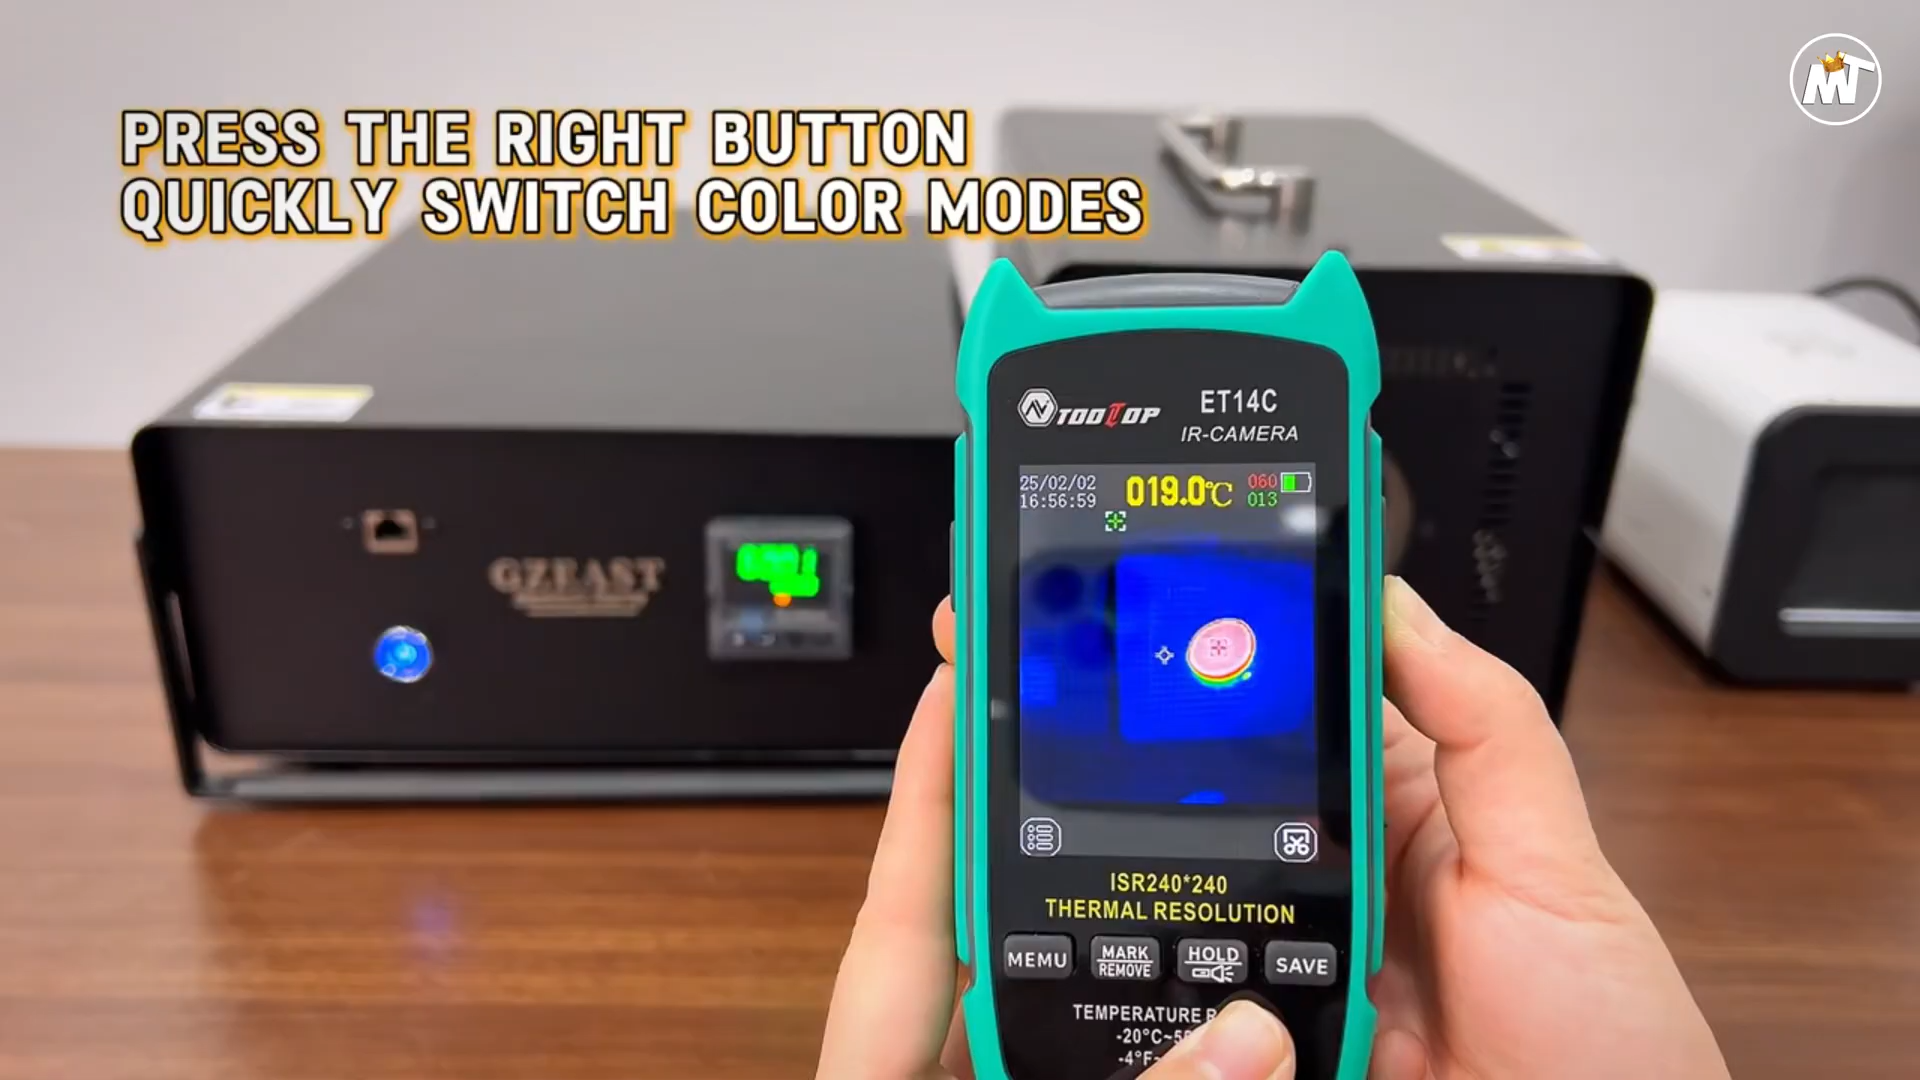 PRESS THE RIGHT BUTTON
QUICKLY SWITCH COLOR MODES
MT
GZEAST
TOOLTOP
ET14C
IR-CAMERA
25/02/02
16:56:59
019.0°C
060
013
ISR240*240
THERMAL RESOLUTION
MEMU
MARK
REMOVE
HOLD
SAVE
TEMPERATURE
-20°C~
-4°F~